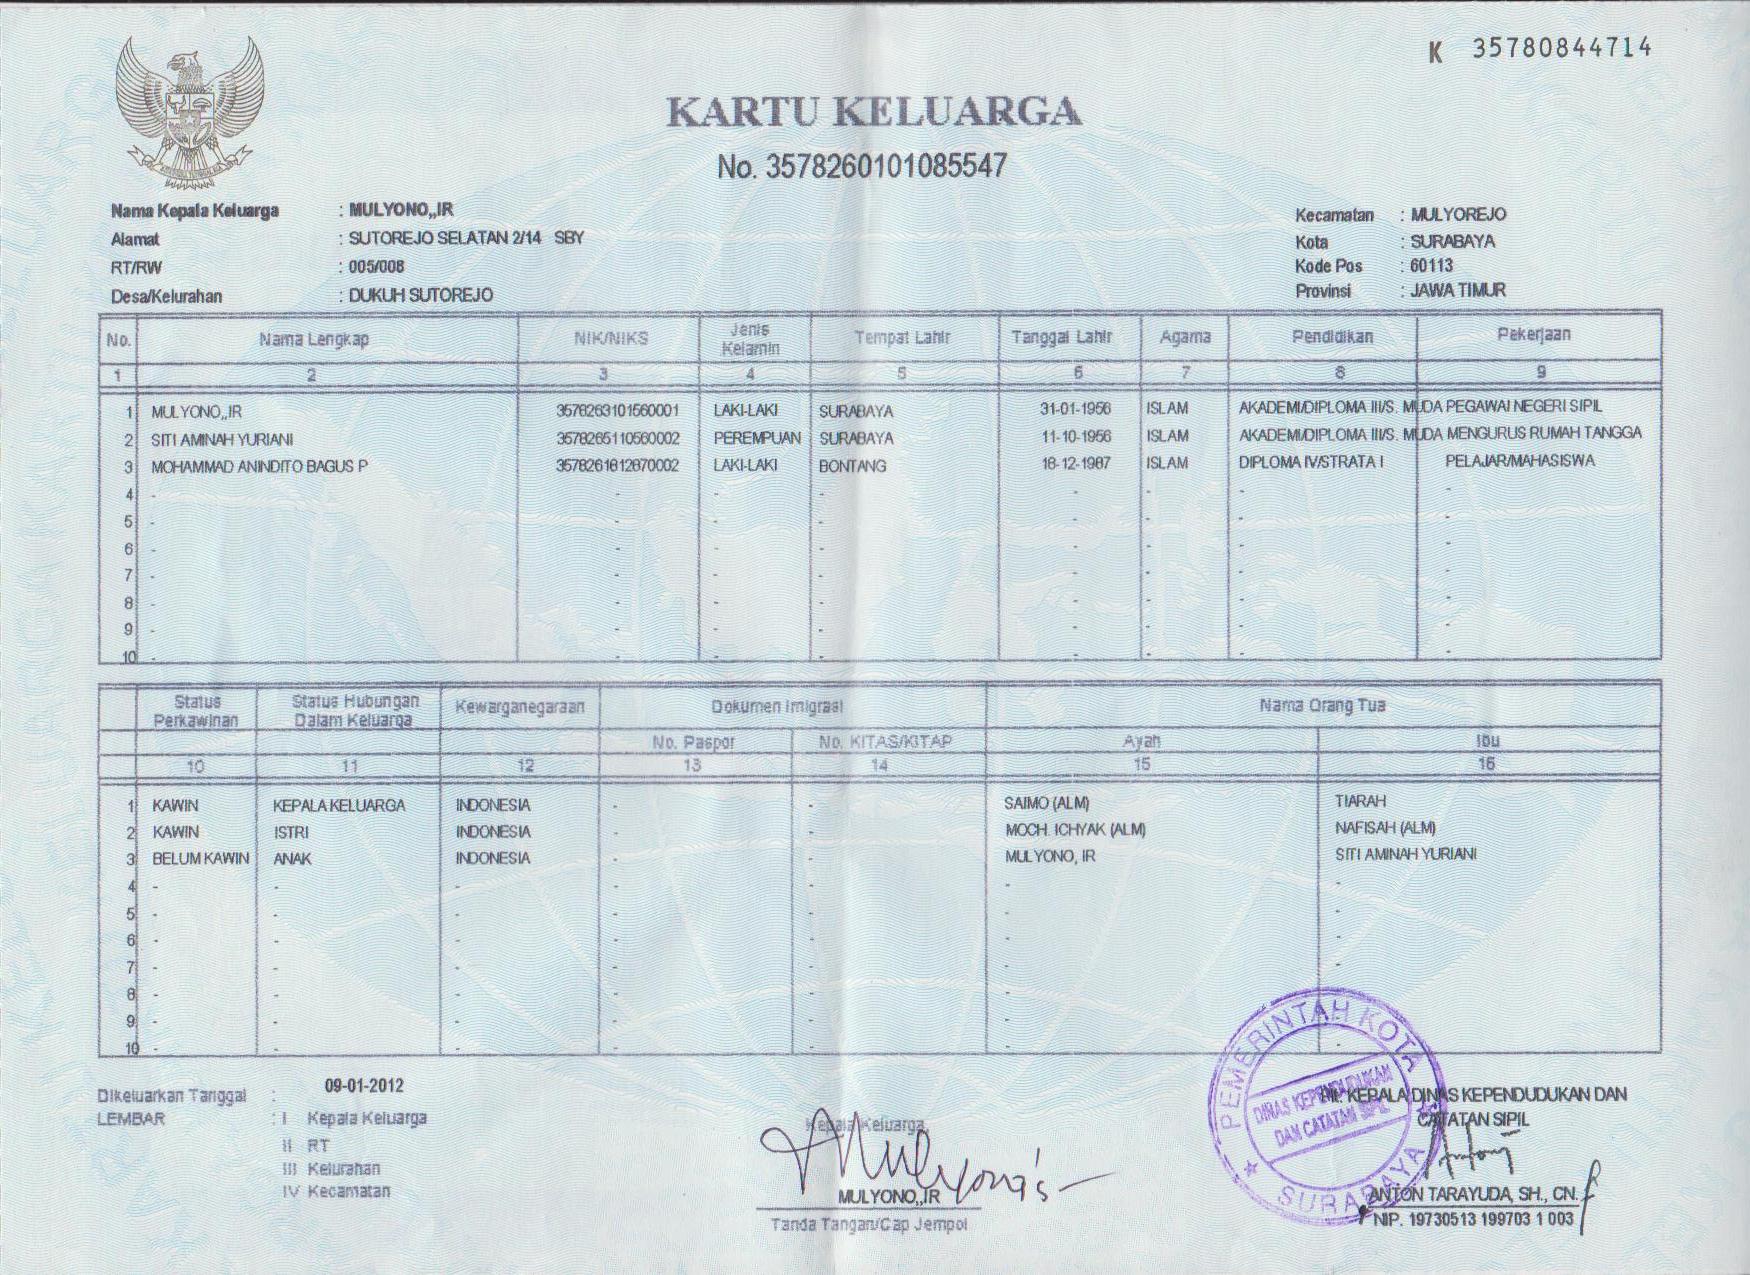 K 35780844714
KARTU KELUARGA
No. 3578260101085547
Nama Kepala Keluarga : MULYONO,,IR
Alamat : SUTOREJO SELATAN 2/14 SBY
RT/RW : 005/008
Desa/Kelurahan : DUKUH SUTOREJO
Kecamatan : MULYOREJO
Kota : SURABAYA
Kode Pos : 60113
Provinsi : JAWA TIMUR
No. Nama Lengkap NIK/NIKS Jenis Kelamin Tempat Lahir Tanggal Lahir Agama Pendidikan Pekerjaan
1 2 3 4 5 6 7 8 9
1 MULYONO,,IR 3578263101560001 LAKI-LAKI SURABAYA 31-01-1956 ISLAM AKADEMI/DIPLOMA III/S. MUDA PEGAWAI NEGERI SIPIL
2 SITI AMINAH YURIANI 3578265110560002 PEREMPUAN SURABAYA 11-10-1956 ISLAM AKADEMI/DIPLOMA III/S. MUDA MENGURUS RUMAH TANGGA
3 MOHAMMAD ANINDITO BAGUS P 3578261812870002 LAKI-LAKI BONTANG 18-12-1987 ISLAM DIPLOMA IV/STRATA I PELAJAR/MAHASISWA
4 - - - - - - - -
5 - - - - - - - -
6 - - - - - - - -
7 - - - - - - - -
8 - - - - - - - -
9 - - - - - - - -
10 - - - - - - - -
Status Perkawinan Status Hubungan Dalam Keluarga Kewarganegaraan Dokumen Imigrasi Nama Orang Tua
No. Paspor No. KITAS/KITAP Ayah Ibu
10 11 12 13 14 15 16
1 KAWIN KEPALA KELUARGA INDONESIA - - SAIMO (ALM) TIARAH
2 KAWIN ISTRI INDONESIA - - MOCH. ICHYAK (ALM) NAFISAH (ALM)
3 BELUM KAWIN ANAK INDONESIA - - MULYONO, IR SITI AMINAH YURIANI
4 - - - - - - -
5 - - - - - - -
6 - - - - - - -
7 - - - - - - -
8 - - - - - - -
9 - - - - - - -
10 - - - - - - -
Dikeluarkan Tanggal : 09-01-2012
LEMBAR : I Kepala Keluarga
II RT
III Kelurahan
IV Kecamatan
Kepala Keluarga,
Mulyono
MULYONO,,IR
Tanda Tangan/Cap Jempol
PEMERINTAH KOTA
DINAS KEPENDUDUKAN
DAN CATATAN SIPIL
SURABAYA
KEPALA DINAS KEPENDUDUKAN DAN
CATATAN SIPIL
ANTON TARAYUDA, SH., CN.
NIP. 19730513 199703 1 003